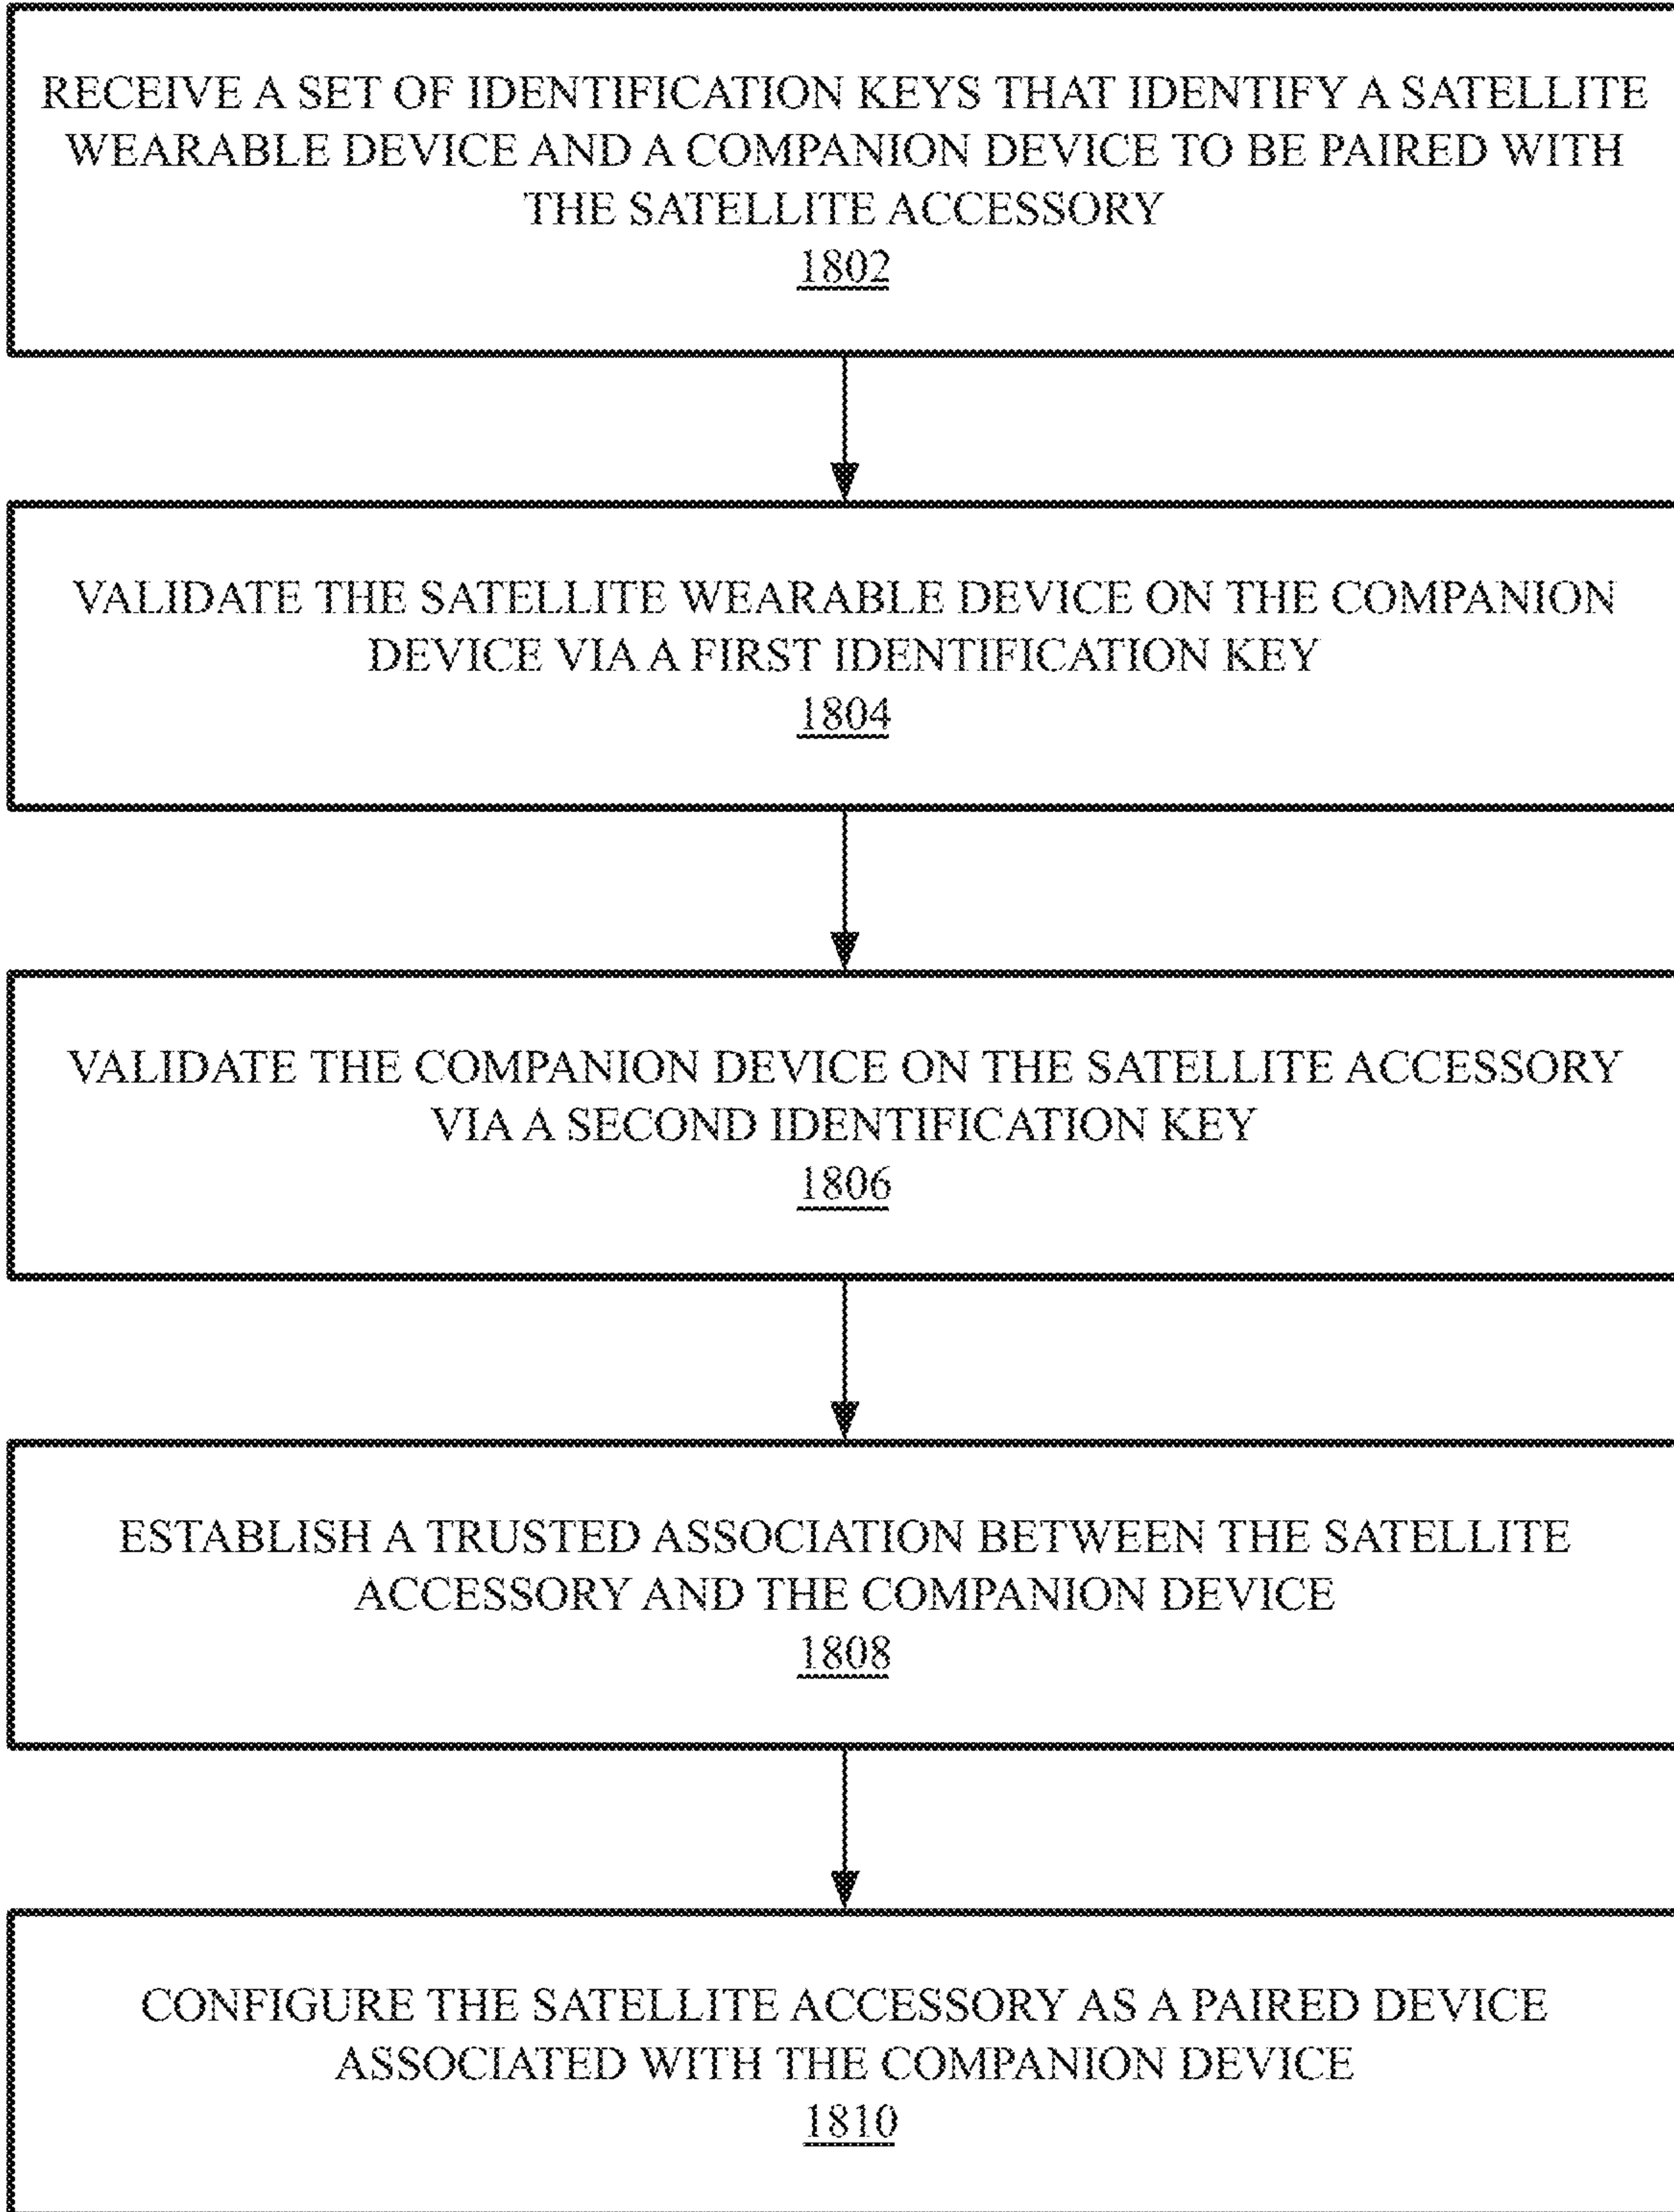 RECEIVE A SET OF IDENTIFICATION KEYS THAT IDENTIFY A SATELLITE
WEARABLE DEVICE AND A COMPANION DEVICE TO BE PAIRED WITH
THE SATELLITE ACCESSORY
1802
VALIDATE THE SATELLITE WEARABLE DEVICE ON THE COMPANION
DEVICE VIA A FIRST IDENTIFICATION KEY
1804
VALIDATE THE COMPANION DEVICE ON THE SATELLITE ACCESSORY
VIA A SECOND IDENTIFICATION KEY
1806
ESTABLISH A TRUSTED ASSOCIATION BETWEEN THE SATELLITE
ACCESSORY AND THE COMPANION DEVICE
1808
CONFIGURE THE SATELLITE ACCESSORY AS A PAIRED DEVICE
ASSOCIATED WITH THE COMPANION DEVICE
1810